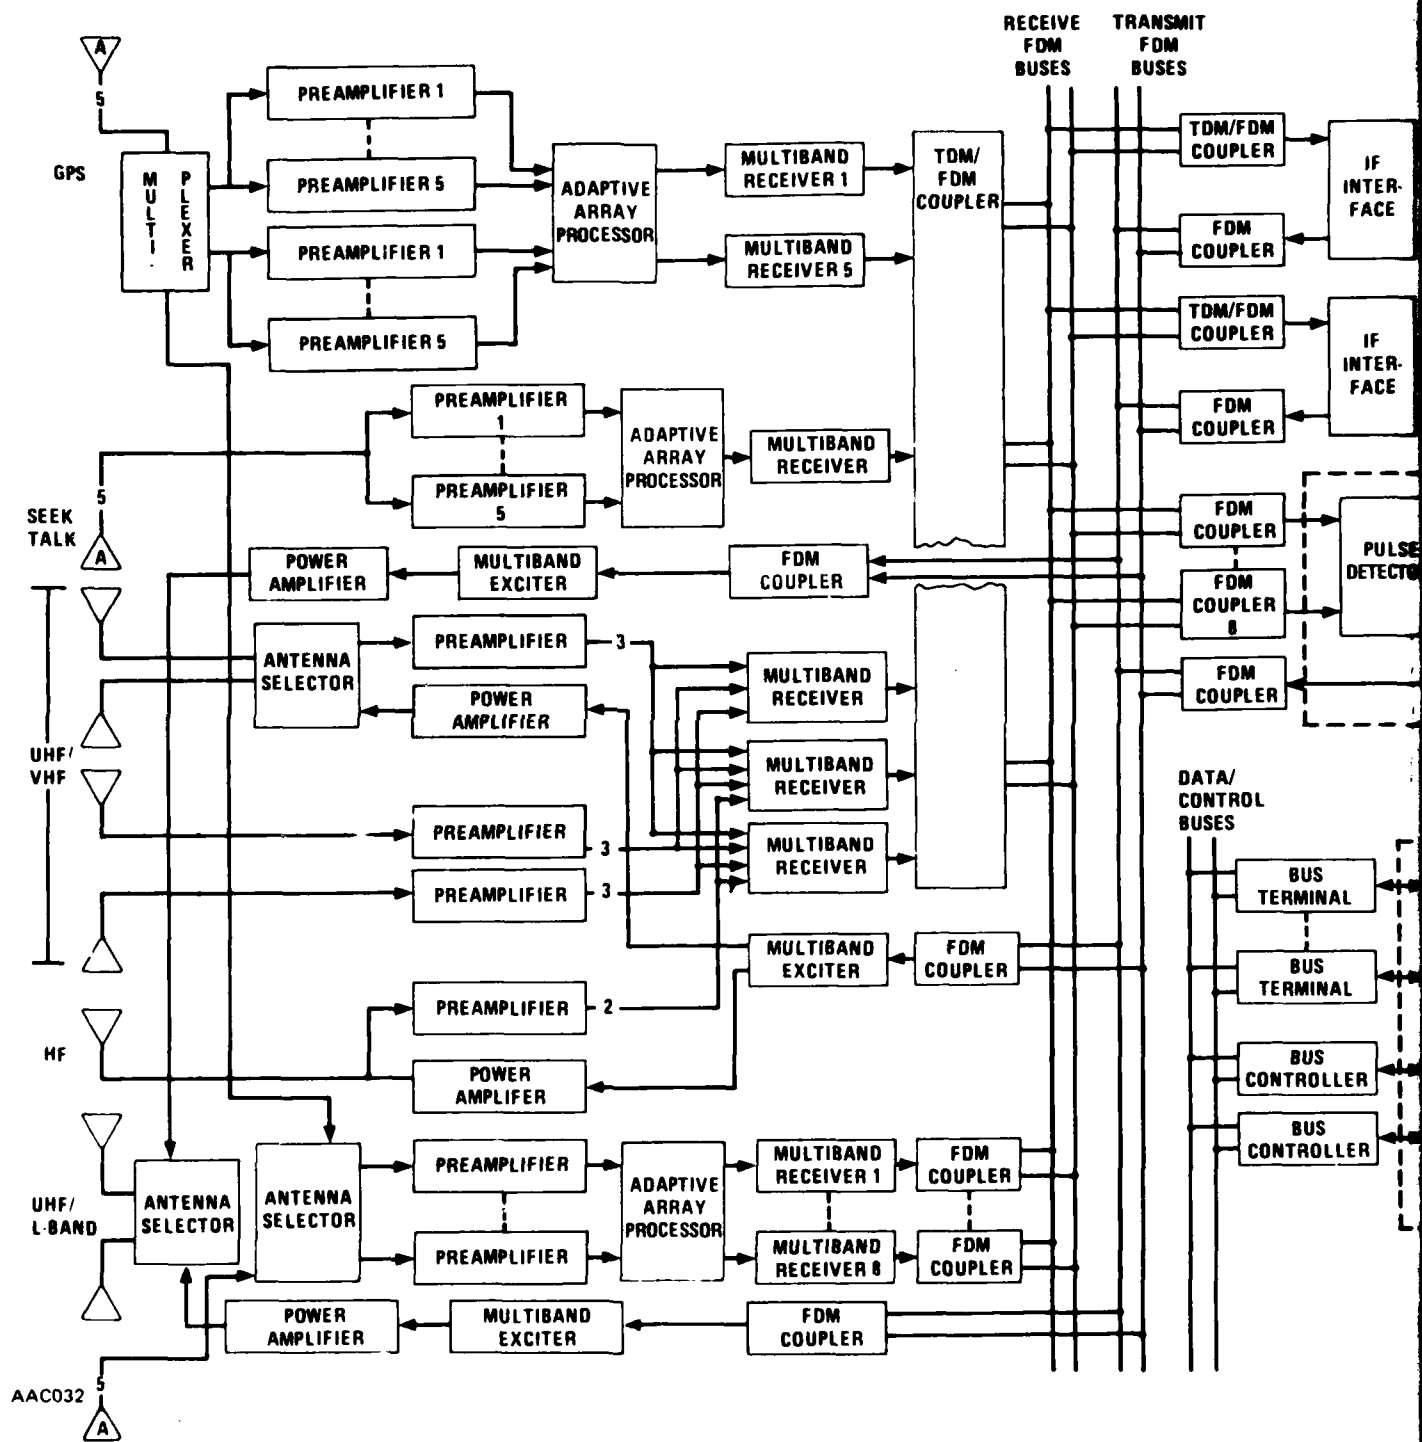 RECEIVE
FDM
BUSES
TRANSMIT
FDM
BUSES
A
5
GPS
MULTI-
PLEXER
PREAMPLIFIER 1
PREAMPLIFIER 5
PREAMPLIFIER 1
PREAMPLIFIER 5
ADAPTIVE
ARRAY
PROCESSOR
MULTIBAND
RECEIVER 1
MULTIBAND
RECEIVER 5
TDM/
FDM
COUPLER
TDM/FDM
COUPLER
IF
INTER-
FACE
FDM
COUPLER
TDM/FDM
COUPLER
IF
INTER-
FACE
FDM
COUPLER
PREAMPLIFIER
1
PREAMPLIFIER
5
ADAPTIVE
ARRAY
PROCESSOR
MULTIBAND
RECEIVER
5
SEEK
TALK
A
FDM
COUPLER
FDM
COUPLER
8
PULSE
DETECTO
FDM
COUPLER
POWER
AMPLIFIER
MULTIBAND
EXCITER
FDM
COUPLER
ANTENNA
SELECTOR
PREAMPLIFIER
3
POWER
AMPLIFIER
MULTIBAND
RECEIVER
UHF/
VHF
MULTIBAND
RECEIVER
PREAMPLIFIER
3
MULTIBAND
RECEIVER
PREAMPLIFIER
3
DATA/
CONTROL
BUSES
BUS
TERMINAL
BUS
TERMINAL
BUS
CONTROLLER
BUS
CONTROLLER
MULTIBAND
EXCITER
FDM
COUPLER
PREAMPLIFIER
2
HF
POWER
AMPLIFER
UHF/
L-BAND
ANTENNA
SELECTOR
ANTENNA
SELECTOR
PREAMPLIFIER
PREAMPLIFIER
ADAPTIVE
ARRAY
PROCESSOR
MULTIBAND
RECEIVER 1
MULTIBAND
RECEIVER 8
FDM
COUPLER
FDM
COUPLER
POWER
AMPLIFIER
MULTIBAND
EXCITER
FDM
COUPLER
5
AAC032
A